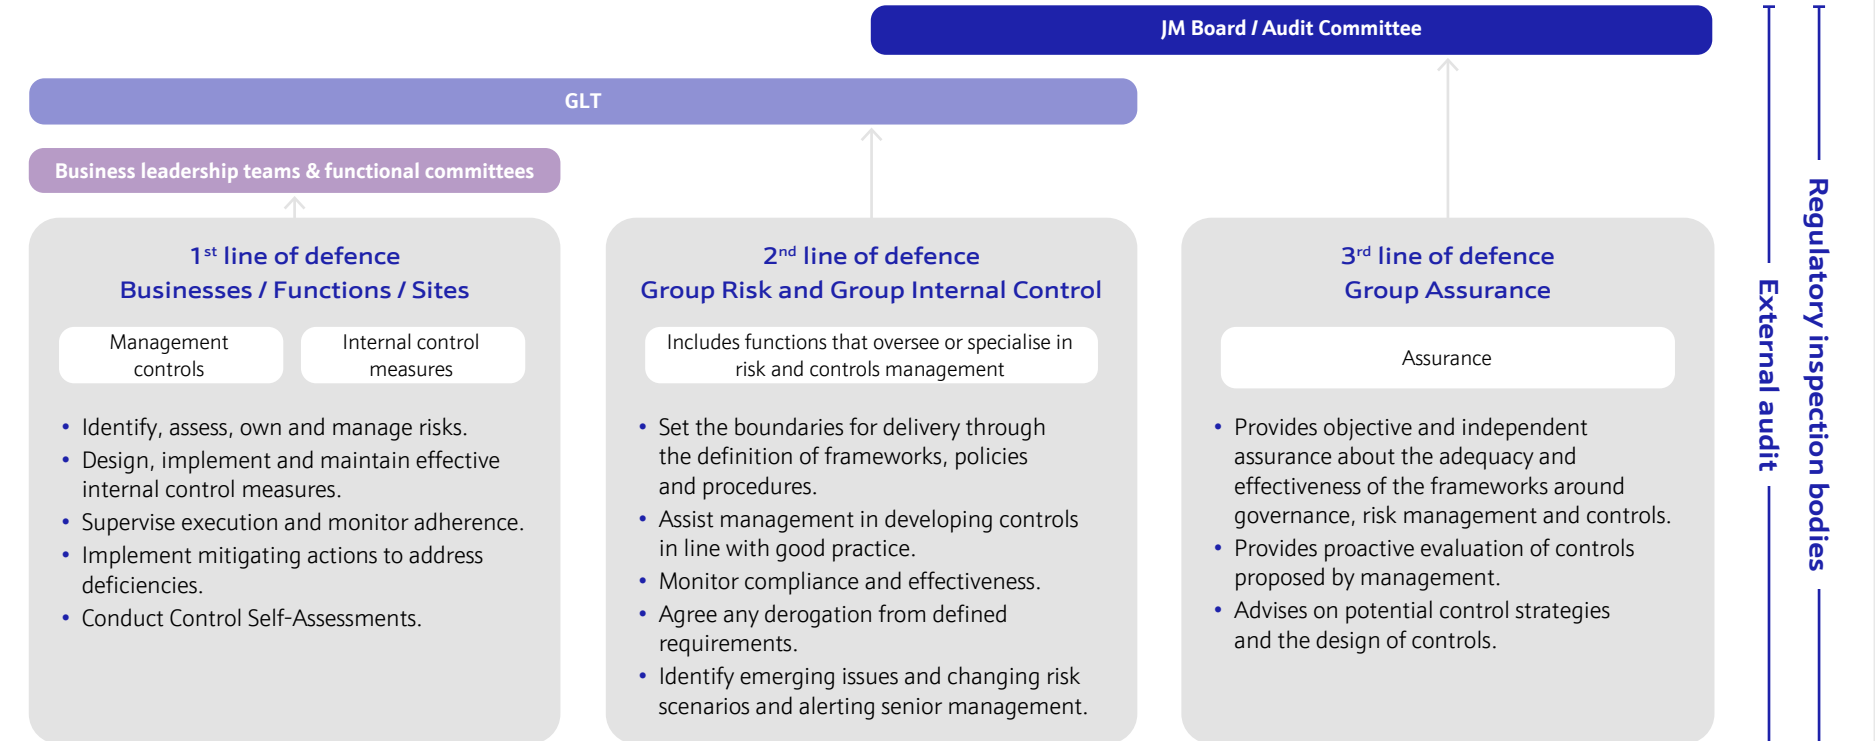 JM Board / Audit Committee
GLT
Business leadership teams & functional committees
1st line of defence
Businesses / Functions / Sites
Management
controls
Internal control
measures
• Identify, assess, own and manage risks.
• Design, implement and maintain effective
internal control measures.
• Supervise execution and monitor adherence.
• Implement mitigating actions to address
deficiencies.
• Conduct Control Self-Assessments.
2nd line of defence
Group Risk and Group Internal Control
Includes functions that oversee or specialise in
risk and controls management
• Set the boundaries for delivery through
the definition of frameworks, policies
and procedures.
• Assist management in developing controls
in line with good practice.
• Monitor compliance and effectiveness.
• Agree any derogation from defined
requirements.
• Identify emerging issues and changing risk
scenarios and alerting senior management.
3rd line of defence
Group Assurance
Assurance
• Provides objective and independent
assurance about the adequacy and
effectiveness of the frameworks around
governance, risk management and controls.
• Provides proactive evaluation of controls
proposed by management.
• Advises on potential control strategies
and the design of controls.
External audit
Regulatory inspection bodies